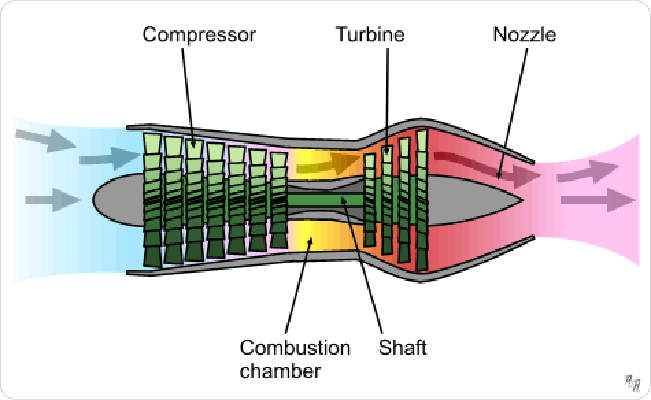 Compressor
Turbine
Nozzle
Combustion
chamber
Shaft